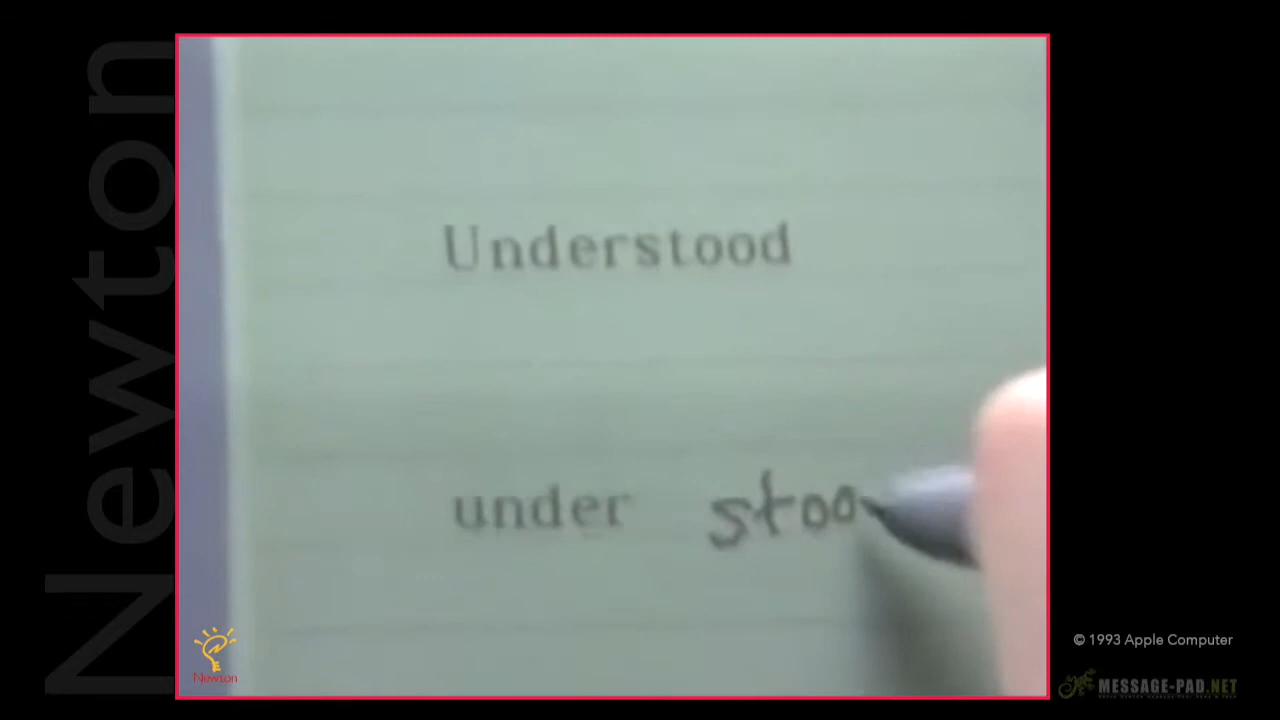 Newton
Understood
under stoo
Newton
© 1993 Apple Computer
MESSAGE-PAD.NET